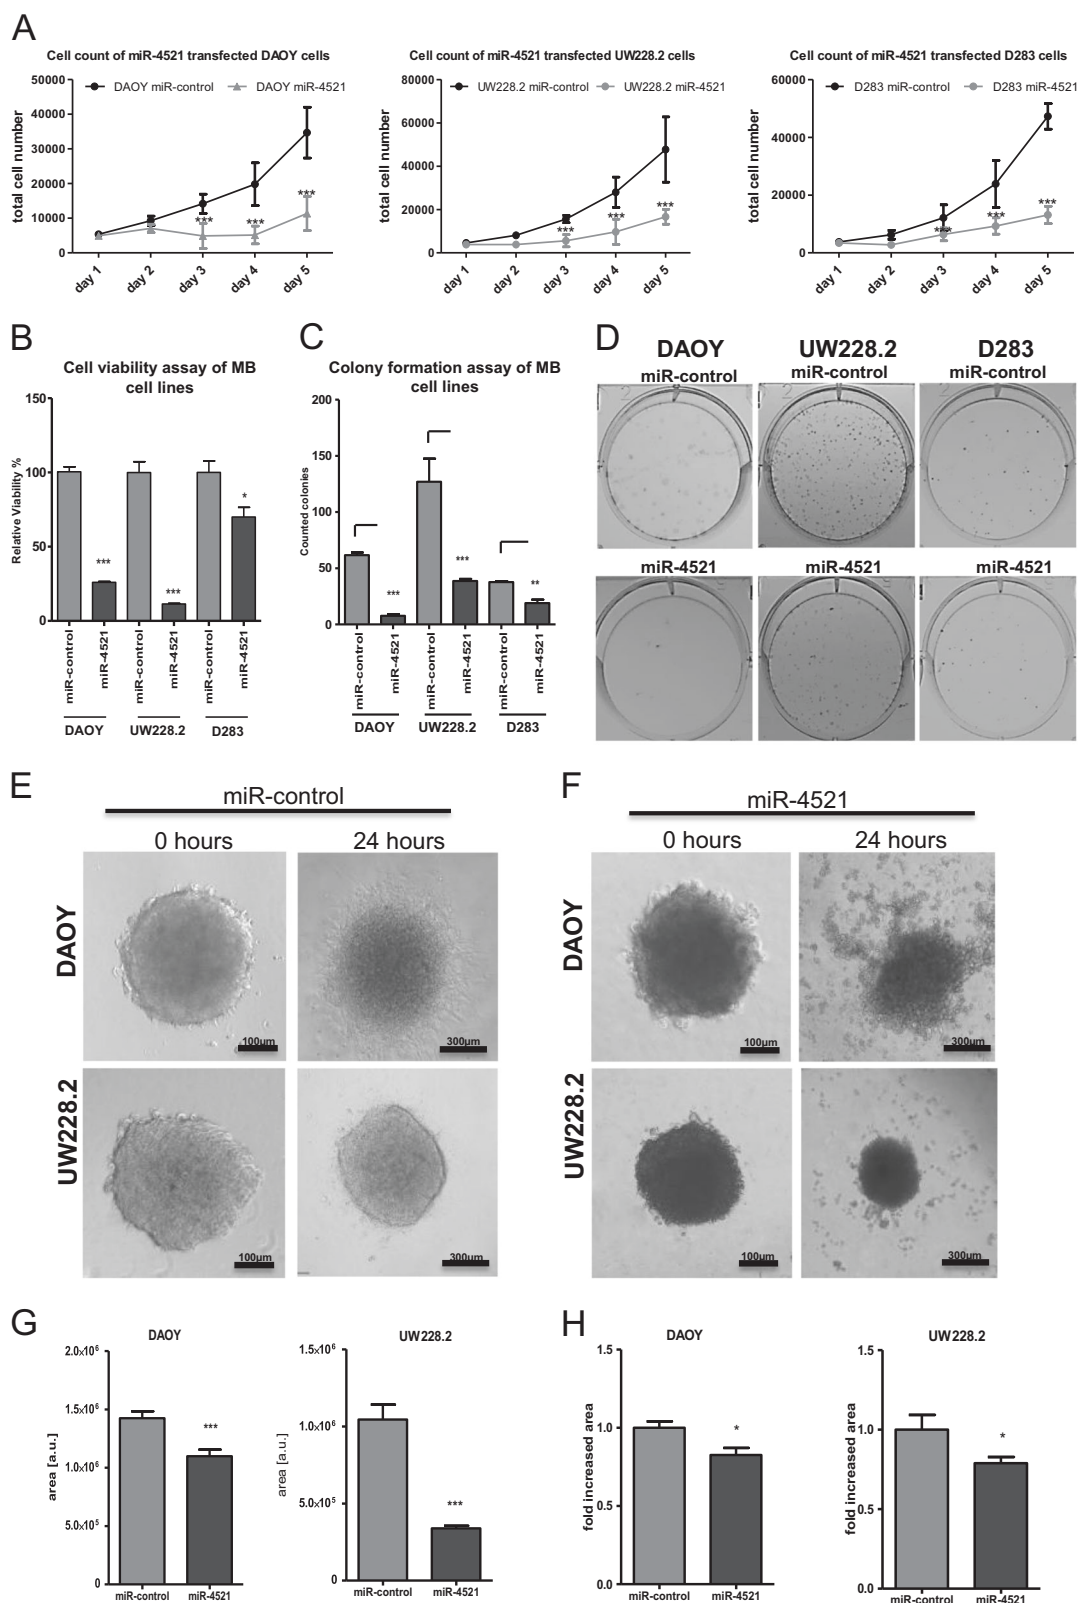 A
Cell count of miR-4521 transfected DAOY cells
DAOY miR-control
DAOY miR-4521
total cell number
50000
40000
30000
20000
10000
0
***
***
***
day 1
day 2
day 3
day 4
day 5
Cell count of miR-4521 transfected UW228.2 cells
UW228.2 miR-control
UW228.2 miR-4521
total cell number
80000
60000
40000
20000
0
***
***
***
day 1
day 2
day 3
day 4
day 5
Cell count of miR-4521 transfected D283 cells
D283 miR-control
D283 miR-4521
total cell number
60000
40000
20000
0
***
***
***
day 1
day 2
day 3
day 4
day 5
B
Cell viability assay of MB
cell lines
Relative Viability %
150
100
50
0
***
***
*
miR-control
miR-4521
miR-control
miR-4521
miR-control
miR-4521
DAOY
UW228.2
D283
C
Colony formation assay of MB
cell lines
Counted colonies
200
150
100
50
0
***
***
**
miR-control
miR-4521
miR-control
miR-4521
miR-control
miR-4521
DAOY
UW228.2
D283
D
DAOY
miR-control
UW228.2
miR-control
D283
miR-control
miR-4521
miR-4521
miR-4521
E
miR-control
0 hours
24 hours
DAOY
100µm
300µm
UW228.2
100µm
300µm
F
miR-4521
0 hours
24 hours
DAOY
100µm
300µm
UW228.2
100µm
300µm
G
DAOY
area [a.u.]
2.0x10⁶
1.5x10⁶
1.0x10⁶
5.0x10⁵
0
***
miR-control
miR-4521
UW228.2
area [a.u.]
1.5x10⁶
1.0x10⁶
5.0x10⁵
0
***
miR-control
miR-4521
H
DAOY
fold increased area
1.5
1.0
0.5
0.0
*
miR-control
miR-4521
UW228.2
fold increased area
1.5
1.0
0.5
0.0
*
miR-control
miR-4521